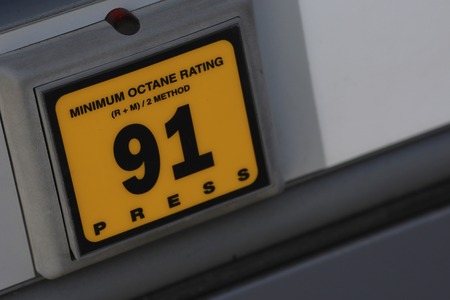 MINIMUM OCTANE RATING
(R + M) / 2 METHOD
91
PRESS